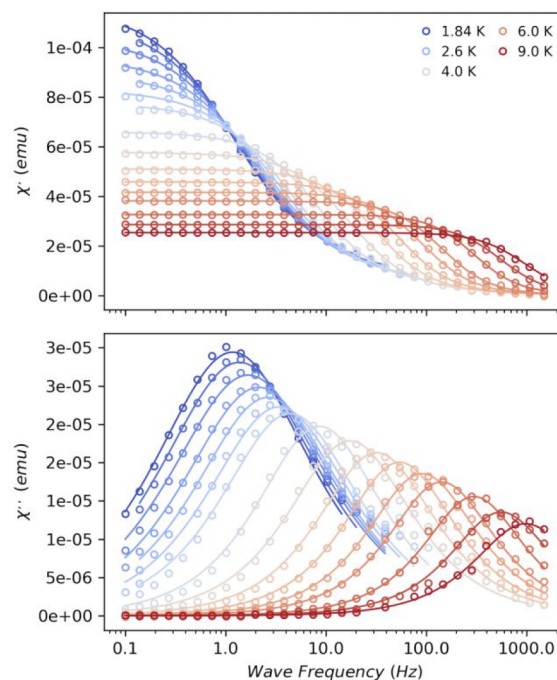 1.84 K
2.6 K
4.0 K
6.0 K
9.0 K
1e-04
8e-05
6e-05
4e-05
2e-05
0e+00
χ' (emu)
3e-05
3e-05
2e-05
2e-05
1e-05
1e-05
5e-06
0e+00
χ'' (emu)
0.1
1.0
10.0
100.0
1000.0
Wave Frequency (Hz)